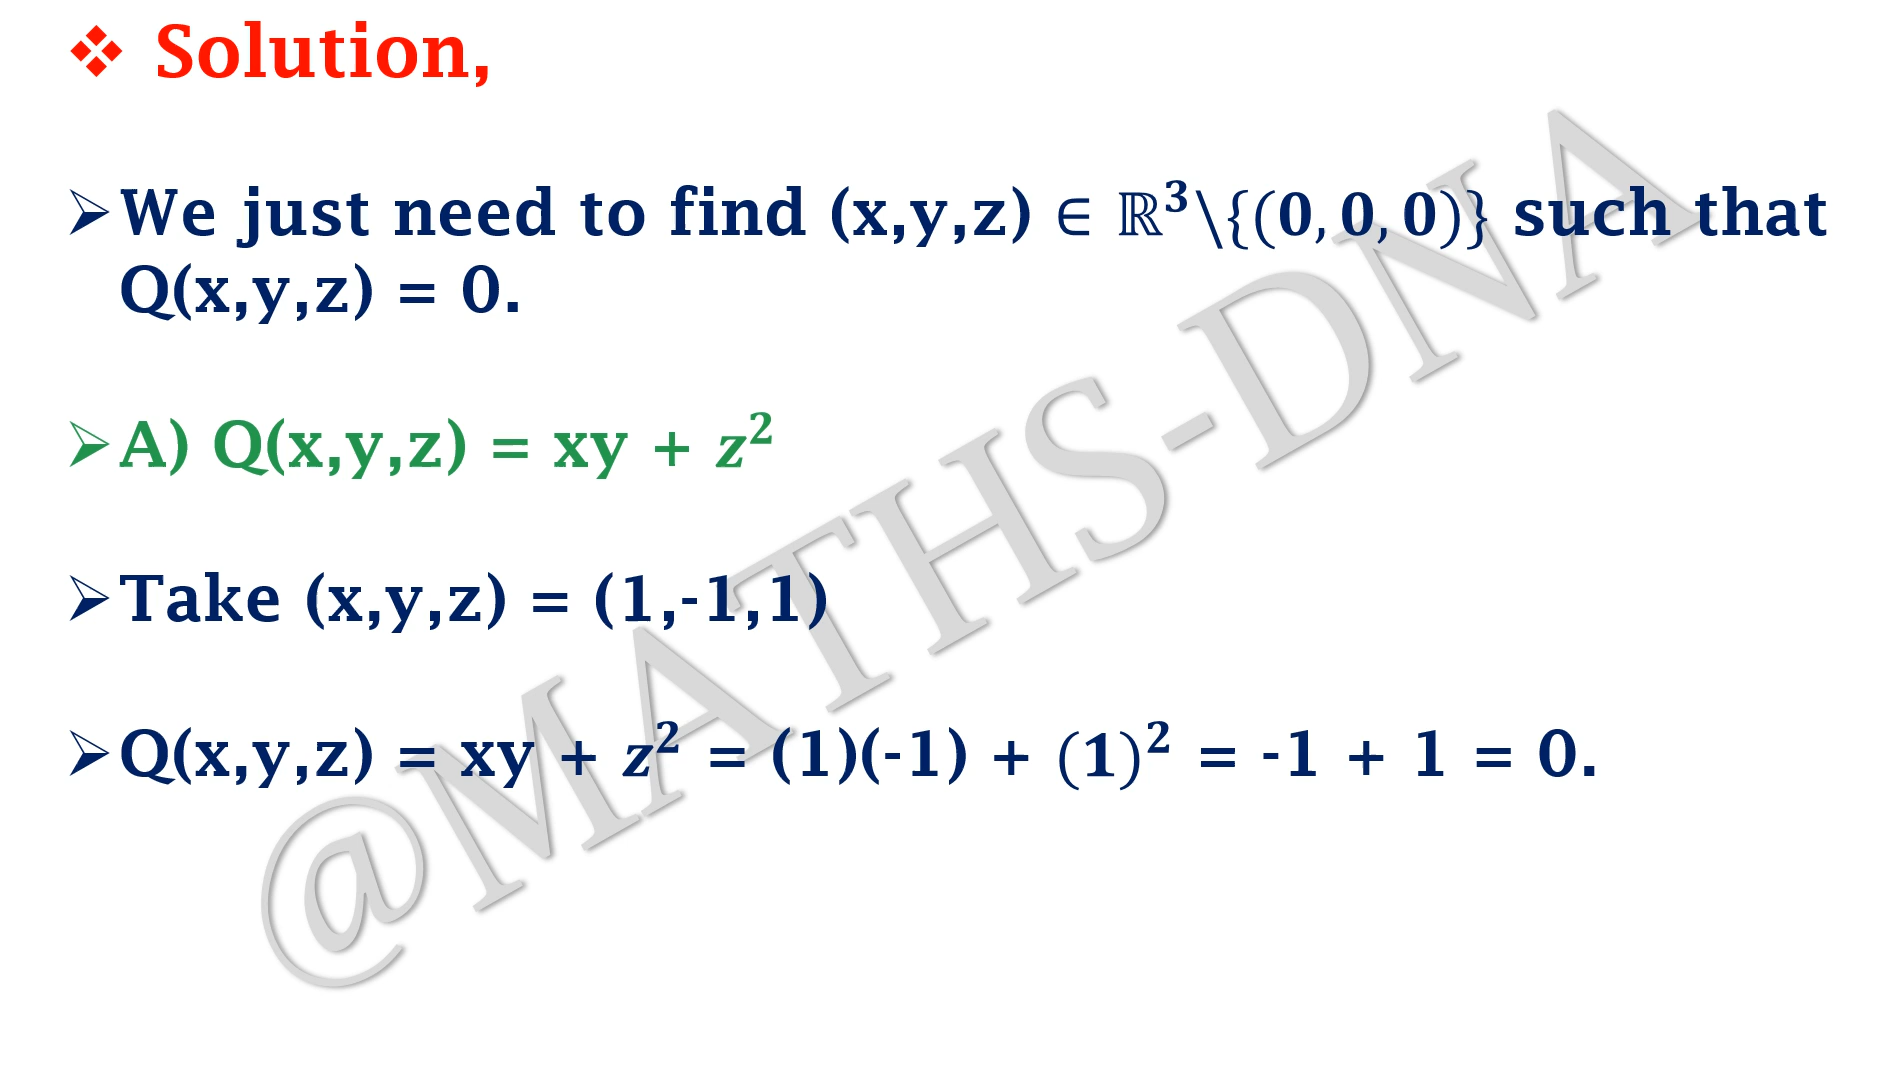 ❖ Solution,
➢ We just need to find (x,y,z) ∈ ℝ³\{(0,0,0)} such that
Q(x,y,z) = 0.
➢ A) Q(x,y,z) = xy + z²
➢ Take (x,y,z) = (1,-1,1)
➢ Q(x,y,z) = xy + z² = (1)(-1) + (1)² = -1 + 1 = 0.
@MATHS-DNA